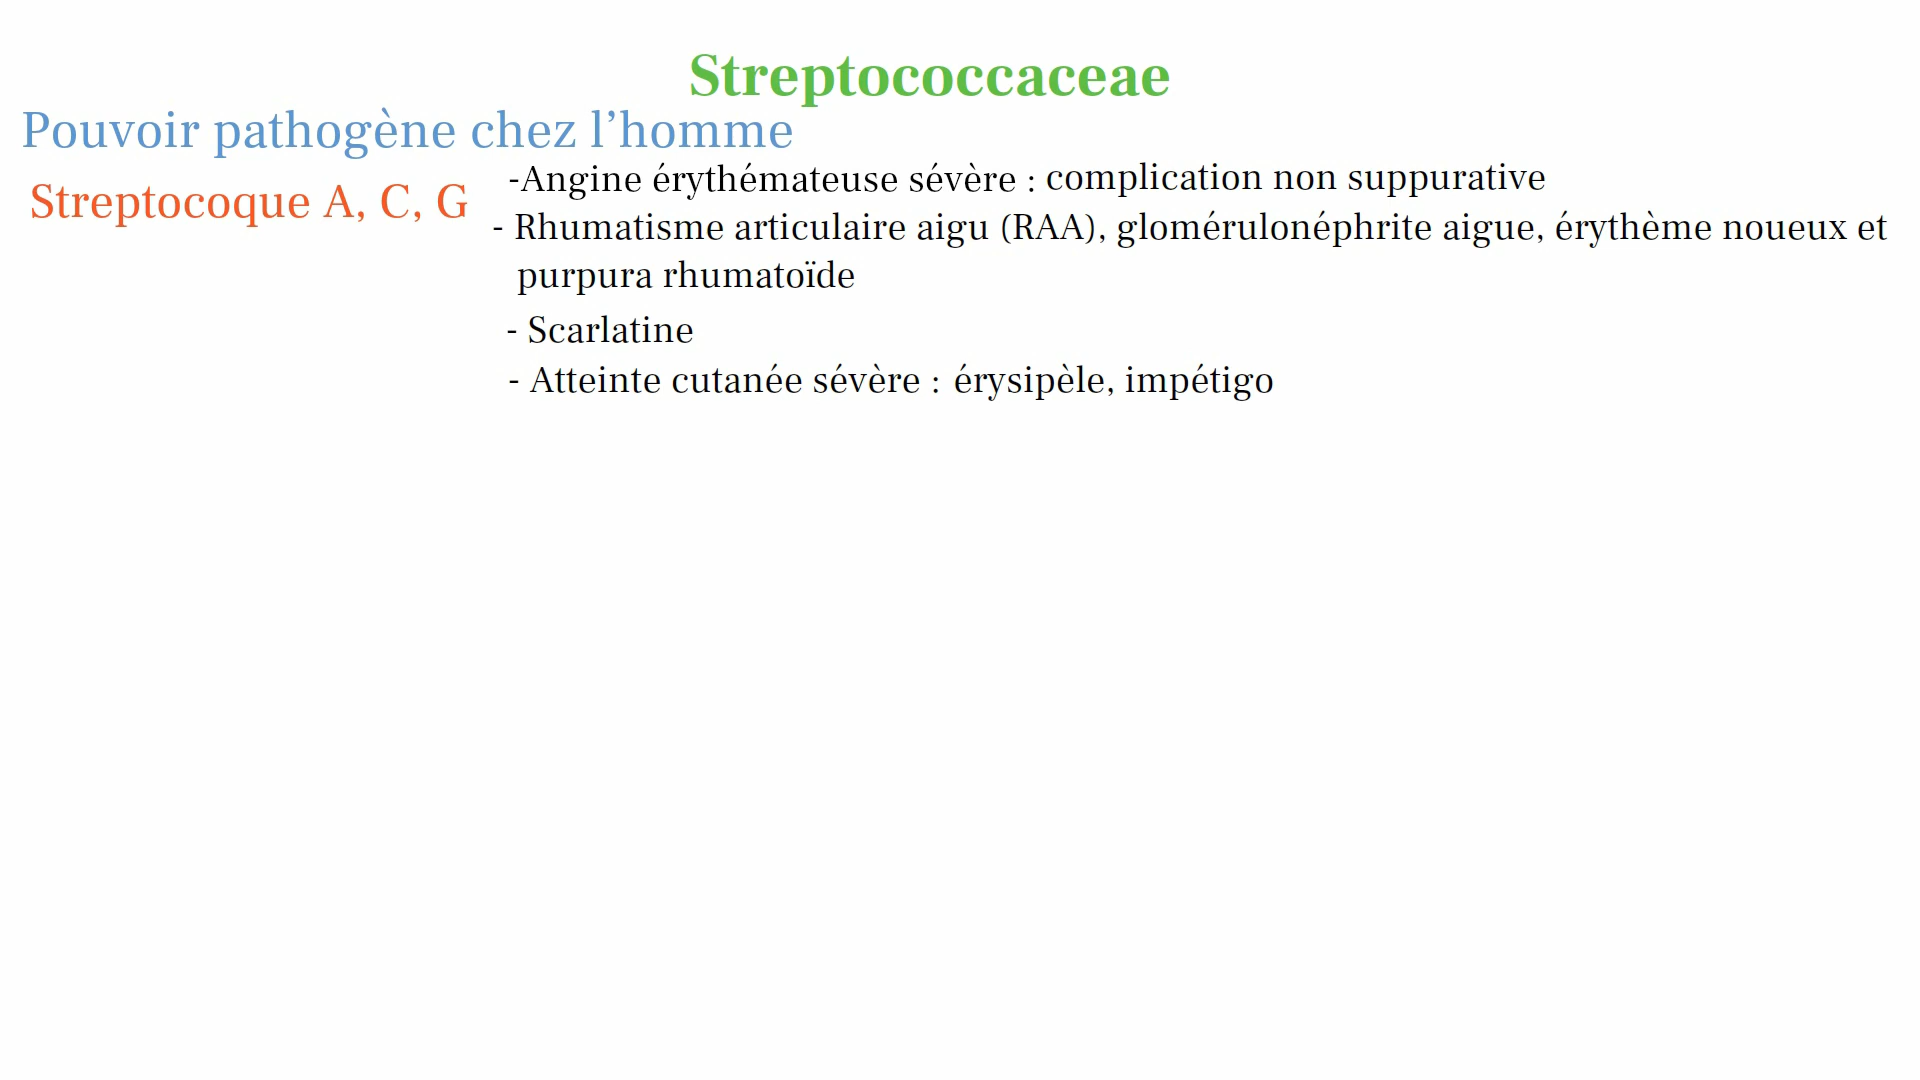 Streptococcaceae
Pouvoir pathogène chez l’homme
Streptocoque A, C, G
-Angine érythémateuse sévère : complication non suppurative
- Rhumatisme articulaire aigu (RAA), glomérulonéphrite aigue, érythème noueux et
purpura rhumatoïde
- Scarlatine
- Atteinte cutanée sévère : érysipèle, impétigo